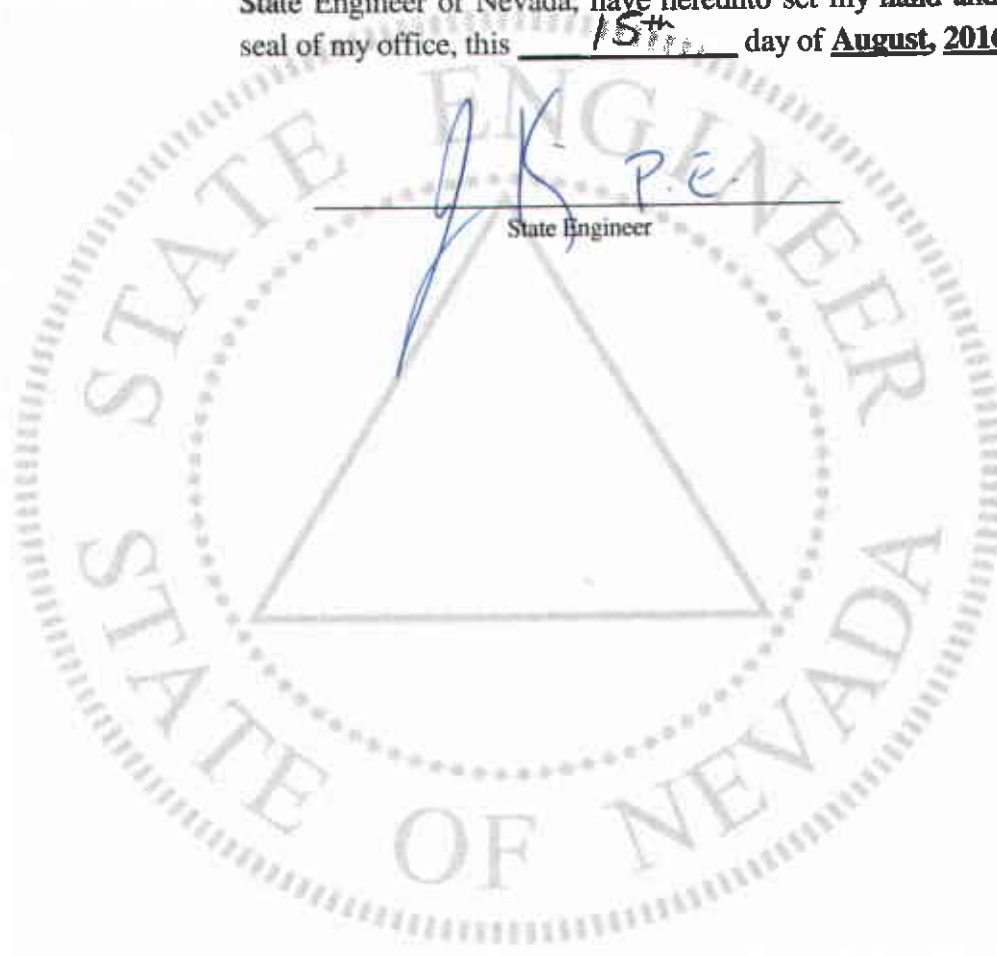 State Engineer of Nevada, have hereunto set my hand and
seal of my office, this 15th day of August, 2016
P.E.
State Engineer
STATE ENGINEER
STATE OF NEVADA